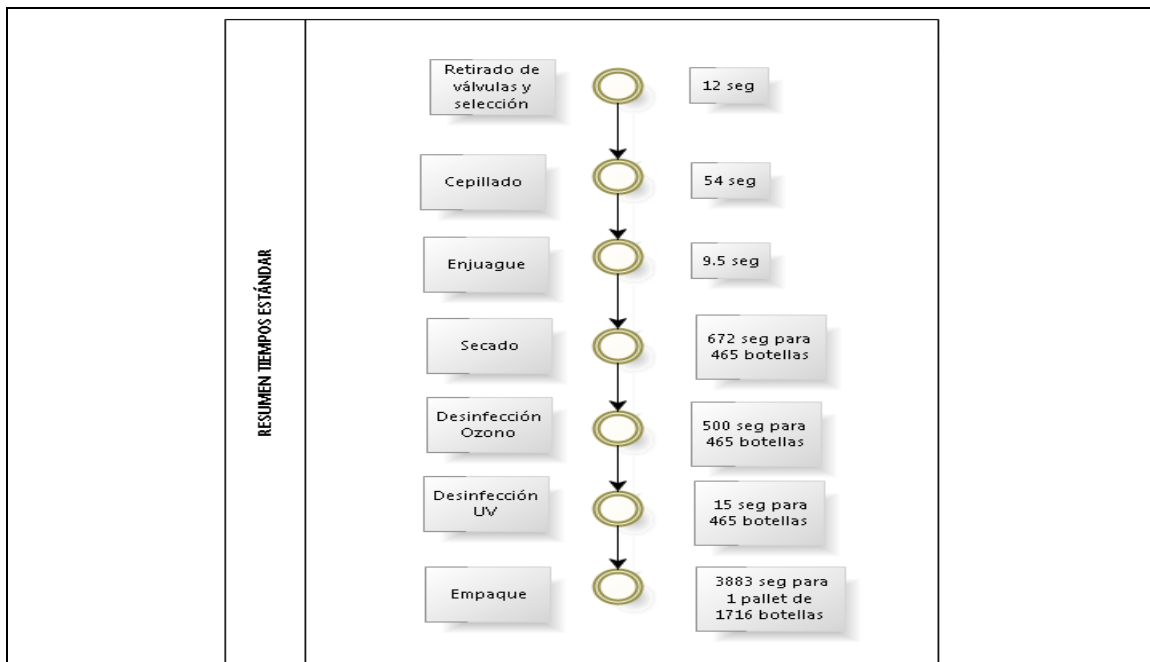 RESUMEN TIEMPOS ESTÁNDAR
Retirado de
válvulas y
selección
12 seg
Cepillado
54 seg
Enjuague
9.5 seg
Secado
672 seg para
465 botellas
Desinfección
Ozono
500 seg para
465 botellas
Desinfección
UV
15 seg para
465 botellas
Empaque
3883 seg para
1 pallet de
1716 botellas